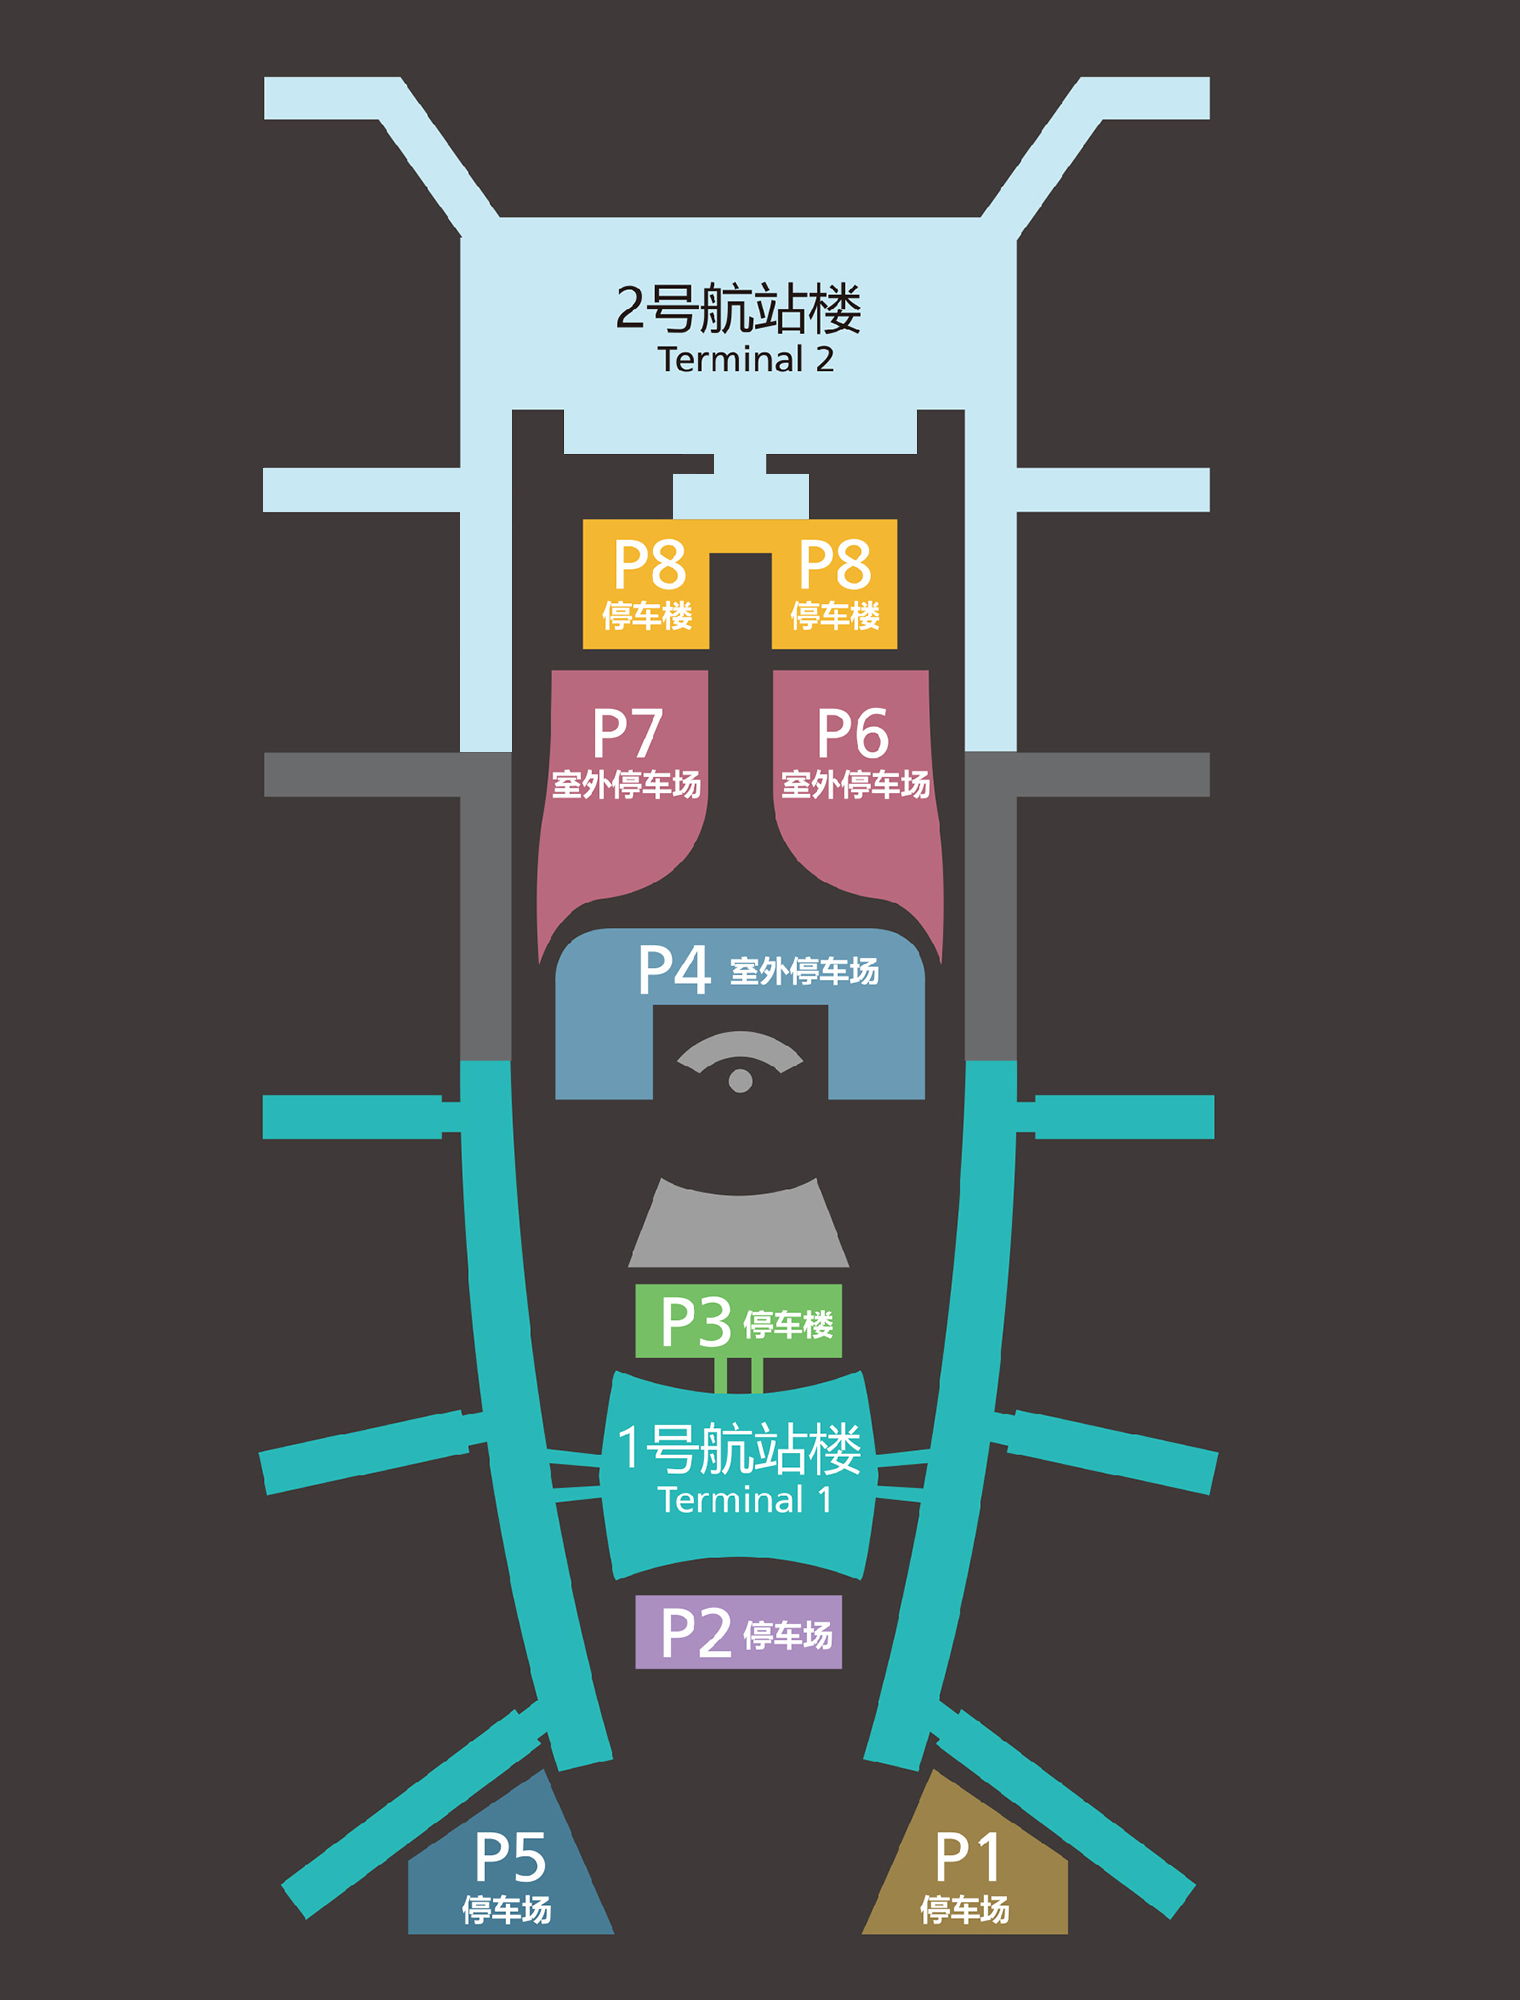 2号航站楼
Terminal 2
P8
停车楼
P8
停车楼
P7
室外停车场
P6
室外停车场
P4 室外停车场
P3 停车楼
1号航站楼
Terminal 1
P2 停车场
P5
停车场
P1
停车场